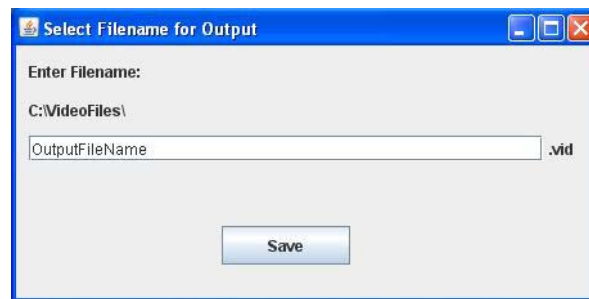 Select Filename for Output
Enter Filename:
C:\VideoFiles\
OutputFileName .vid
Save